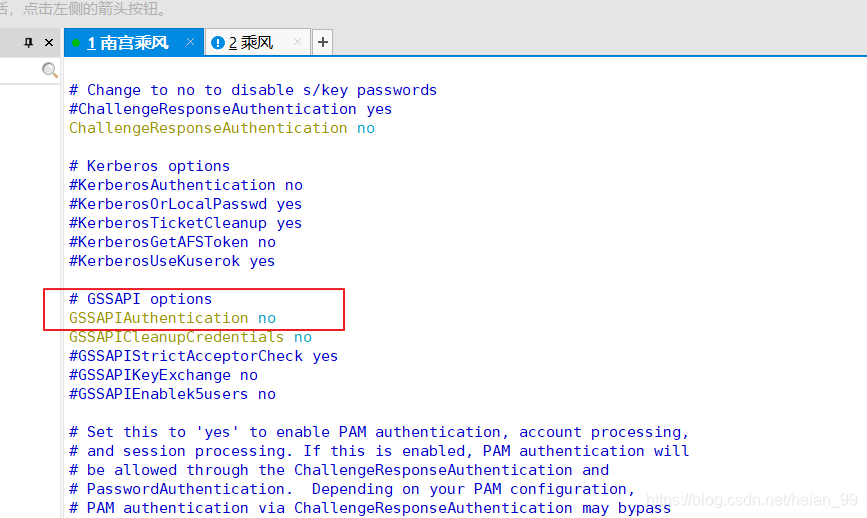 活，点击左侧的箭头按钮。
1 南宫乘风
2 乘风
# Change to no to disable s/key passwords
#ChallengeResponseAuthentication yes
ChallengeResponseAuthentication no
# Kerberos options
#KerberosAuthentication no
#KerberosOrLocalPasswd yes
#KerberosTicketCleanup yes
#KerberosGetAFSToken no
#KerberosUseKuserok yes
# GSSAPI options
GSSAPIAuthentication no
GSSAPICleanupCredentials no
#GSSAPIStrictAcceptorCheck yes
#GSSAPIKeyExchange no
#GSSAPIEnablek5users no
# Set this to 'yes' to enable PAM authentication, account processing,
# and session processing. If this is enabled, PAM authentication will
# be allowed through the ChallengeResponseAuthentication and
# PasswordAuthentication.  Depending on your PAM configuration,
# PAM authentication via ChallengeResponseAuthentication may bypass
https://blog.csdn.net/heian_99